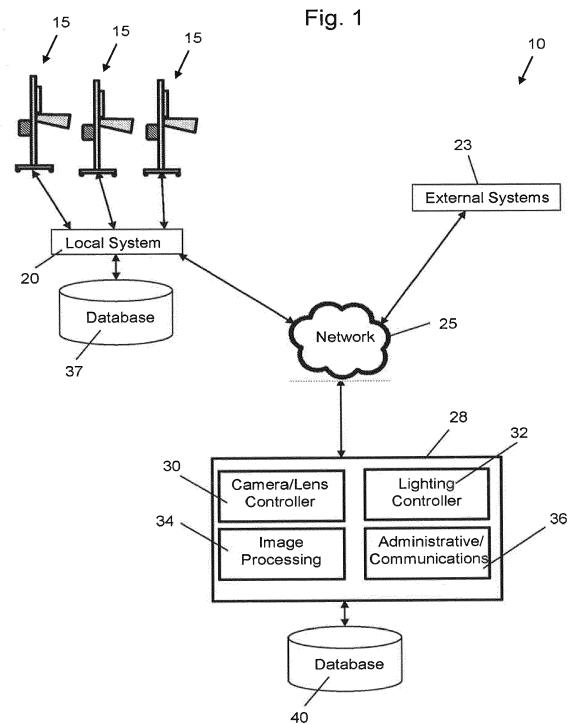 Fig. 1
15
15
15
10
23
External Systems
Local System
20
Database
37
Network
25
28
30
32
Camera/Lens
Controller
Lighting
Controller
34
36
Image
Processing
Administrative/
Communications
Database
40